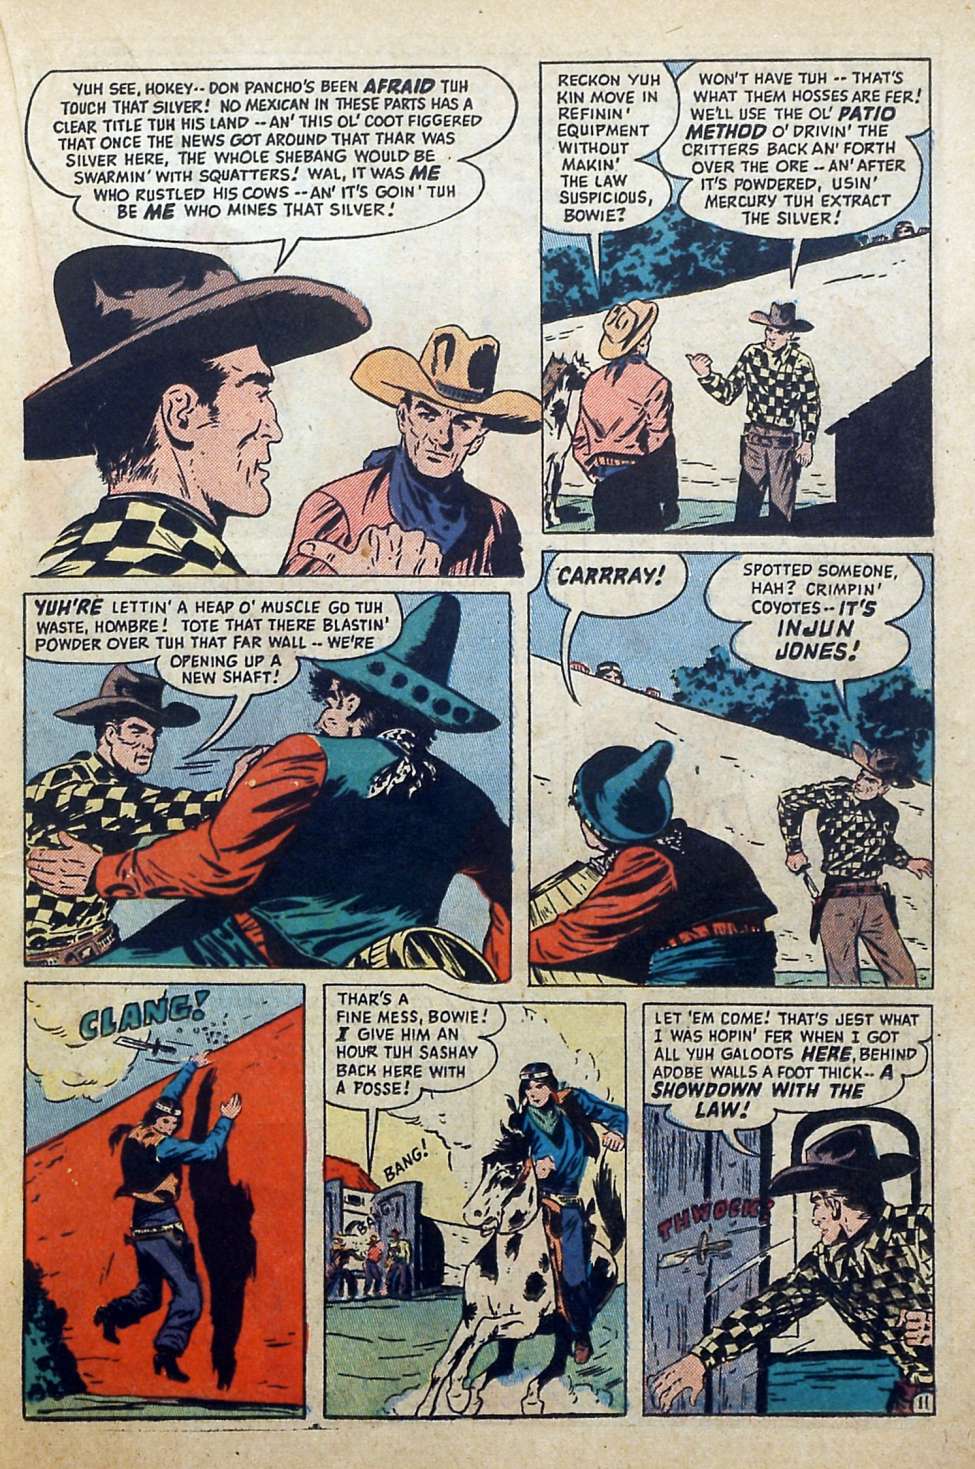 YUH SEE, HOKEY-- DON PANCHO'S BEEN AFRAID TUH
TOUCH THAT SILVER! NO MEXICAN IN THESE PARTS HAS A
CLEAR TITLE TUH HIS LAND -- AN' THIS OL' COOT FIGGERED
THAT ONCE THE NEWS GOT AROUND THAT THAR WAS
SILVER HERE, THE WHOLE SHEBANG WOULD BE
SWARMIN' WITH SQUATTERS! WAL, IT WAS ME
WHO RUSTLED HIS COWS -- AN' IT'S GOIN' TUH
BE ME WHO MINES THAT SILVER!
RECKON YUH
KIN MOVE IN
REFININ'
EQUIPMENT
WITHOUT
MAKIN'
THE LAW
SUSPICIOUS,
BOWIE?
WON'T HAVE TUH -- THAT'S
WHAT THEM HOSSES ARE FER!
WE'LL USE THE OL' PATIO
METHOD O' DRIVIN' THE
CRITTERS BACK AN' FORTH
OVER THE ORE -- AN' AFTER
IT'S POWDERED, USIN'
MERCURY TUH EXTRACT
THE SILVER!
YUH'RE LETTIN' A HEAP O' MUSCLE GO TUH
WASTE, HOMBRE! TOTE THAT THERE BLASTIN'
POWDER OVER TUH THAT FAR WALL -- WE'RE
OPENING UP A
NEW SHAFT!
CARRRAY!
SPOTTED SOMEONE,
HAH? CRIMPIN'
COYOTES -- IT'S
INJUN
JONES!
CLANG!
THAR'S A
FINE MESS, BOWIE!
I GIVE HIM AN
HOUR TUH SASHAY
BACK HERE WITH
A POSSE!
BANG!
BANG!
LET 'EM COME! THAT'S JEST WHAT
I WAS HOPIN' FER WHEN I GOT
ALL YUH GALOOTS HERE, BEHIND
ADOBE WALLS A FOOT THICK -- A
SHOWDOWN WITH THE
LAW!
THWOCK!
11